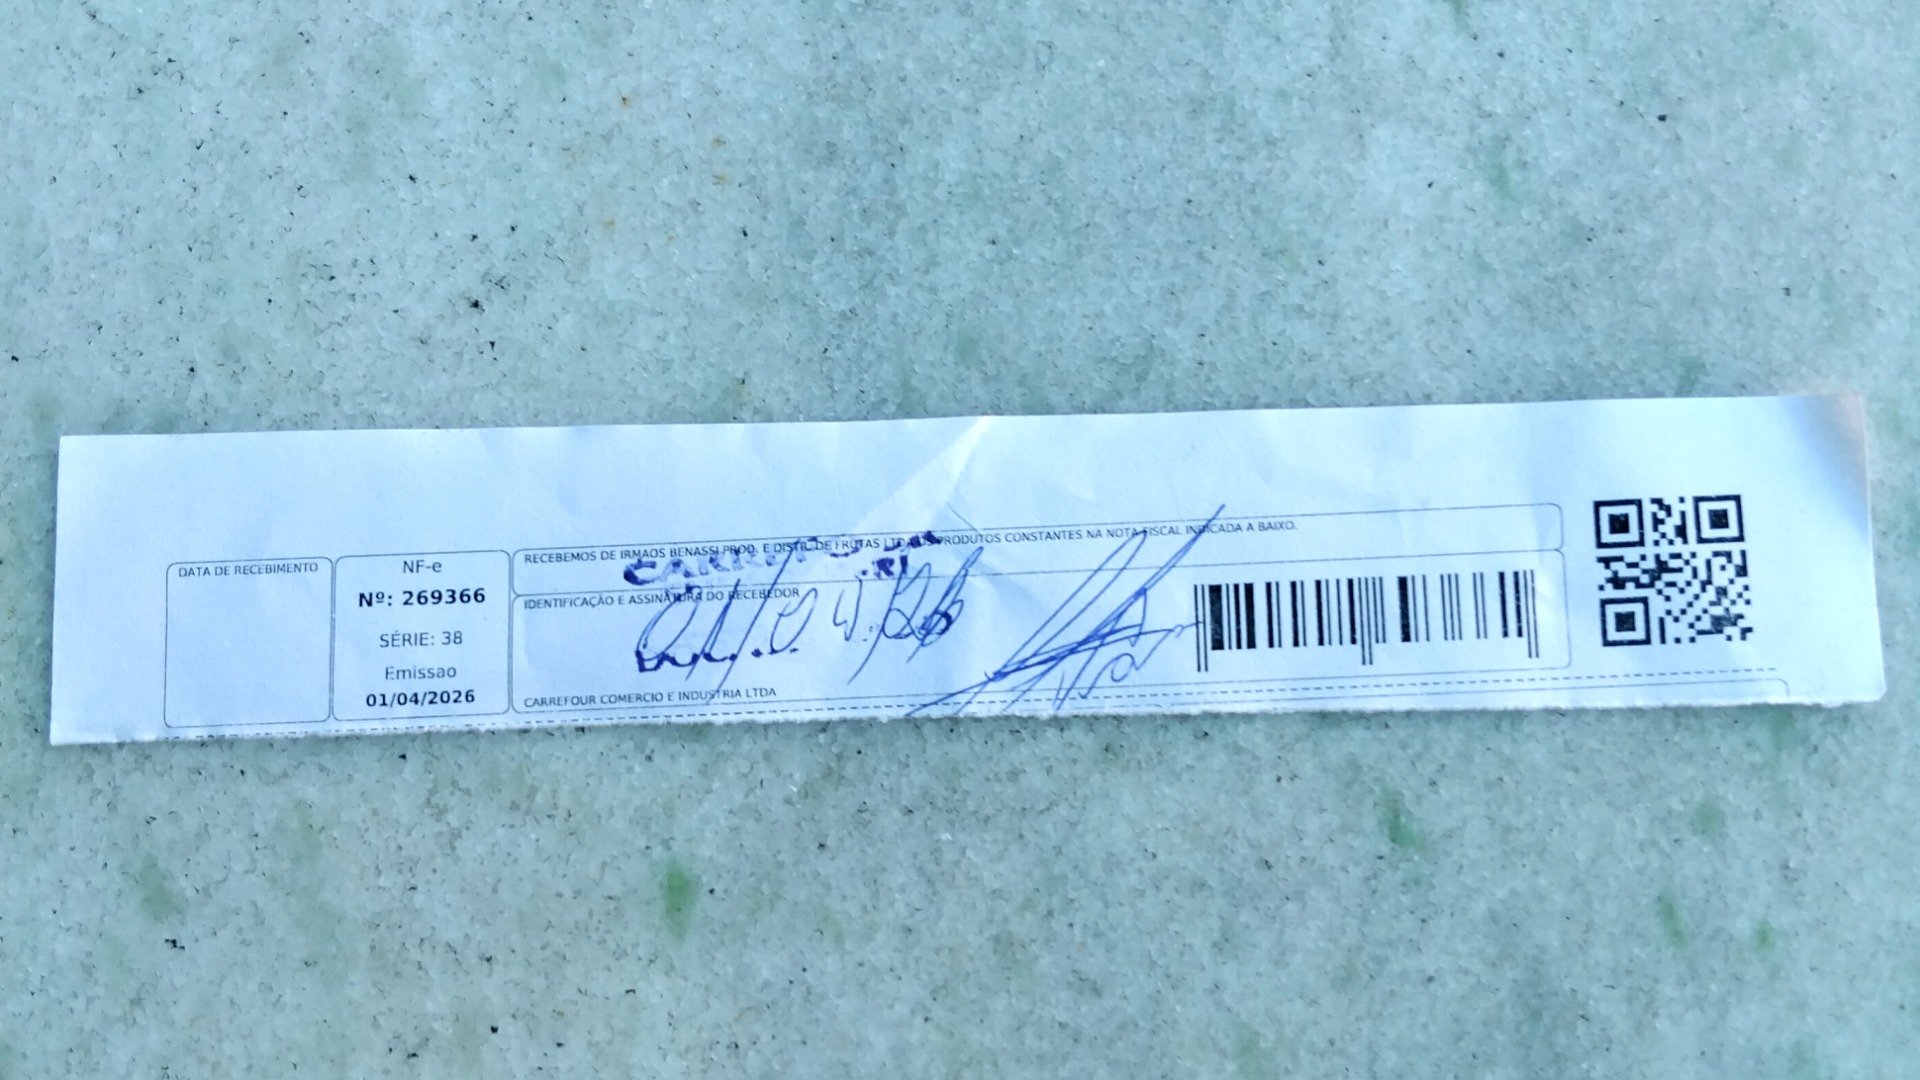 RECEBEMOS DE IRMAOS BENASSI PROD. E DISTR. DE FRUTAS LTDA OS PRODUTOS CONSTANTES NA NOTA FISCAL INDICADA A BAIXO.
DATA DE RECEBIMENTO
NF-e
Nº: 269366
SÉRIE: 38
Emissao
01/04/2026
IDENTIFICAÇÃO E ASSINATURA DO RECEBEDOR
CARREFOUR COMERCIO E INDUSTRIA LTDA